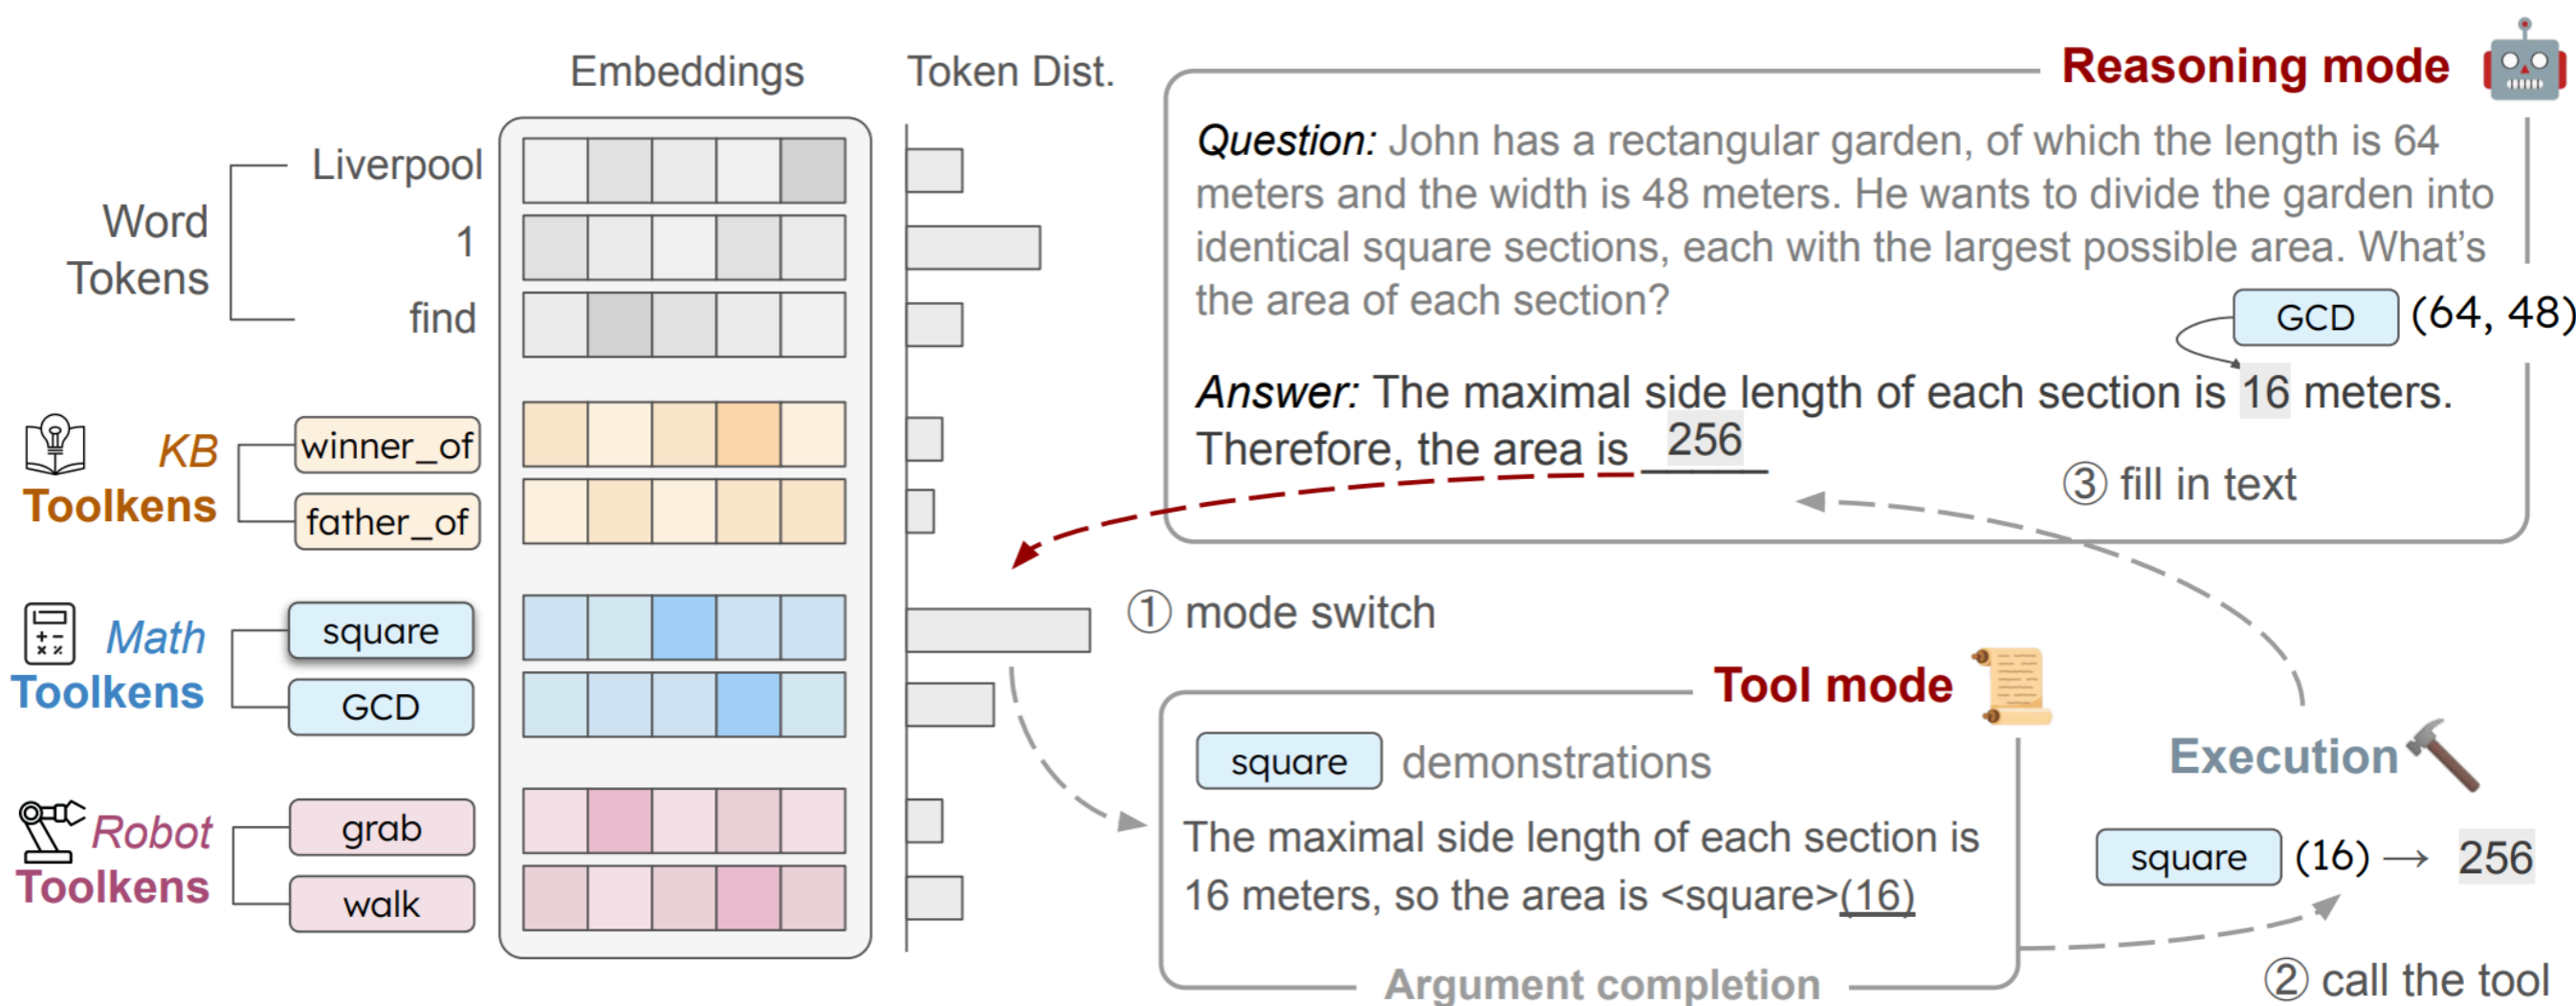 Embeddings
Token Dist.
Word
Tokens
Liverpool
1
find
KB
Toolkens
winner_of
father_of
Math
Toolkens
square
GCD
Robot
Toolkens
grab
walk
Reasoning mode
Question: John has a rectangular garden, of which the length is 64
meters and the width is 48 meters. He wants to divide the garden into
identical square sections, each with the largest possible area. What's
the area of each section?
GCD (64, 48)
Answer: The maximal side length of each section is 16 meters.
Therefore, the area is 256
③ fill in text
① mode switch
Tool mode
square demonstrations
The maximal side length of each section is
16 meters, so the area is <square>(16)
Argument completion
Execution
square (16) → 256
② call the tool